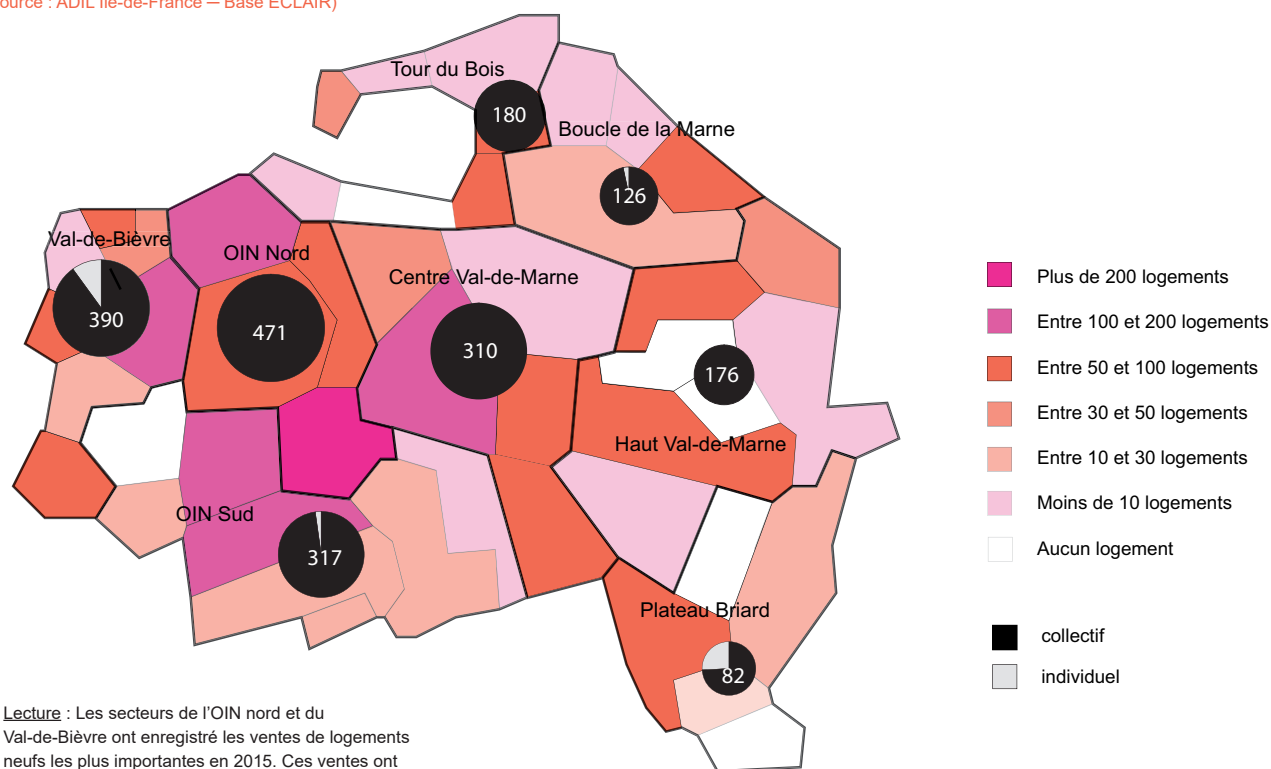 ource : ADIL Île-de-France — Base ECLAIR)
Tour du Bois
180
Boucle de la Marne
126
Val-de-Bièvre
390
OIN Nord
471
Centre Val-de-Marne
310
176
Haut Val-de-Marne
OIN Sud
317
Plateau Briard
82
Plus de 200 logements
Entre 100 et 200 logements
Entre 50 et 100 logements
Entre 30 et 50 logements
Entre 10 et 30 logements
Moins de 10 logements
Aucun logement
collectif
individuel
Lecture : Les secteurs de l’OIN nord et du
Val-de-Bièvre ont enregistré les ventes de logements
neufs les plus importantes en 2015. Ces ventes ont